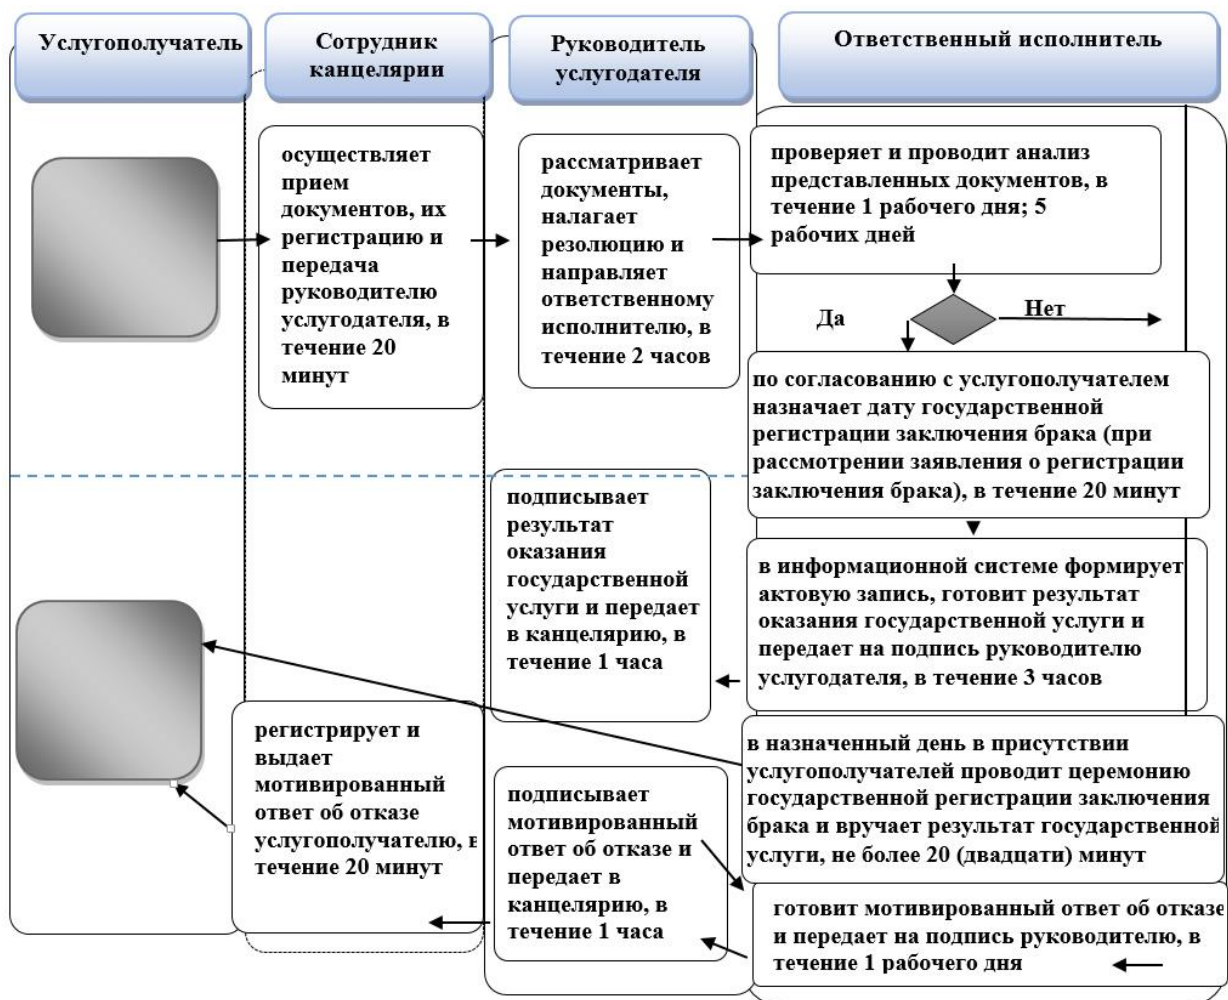 Услугополучатель
Сотрудник
канцелярии
Руководитель
услугодателя
Ответственный исполнитель
осуществляет
прием
документов, их
регистрацию и
передача
руководителю
услугодателя, в
течение 20
минут
рассматривает
документы,
налагает
резолюцию и
направляет
ответственному
исполнителю, в
течение 2 часов
проверяет и проводит анализ
представленных документов, в
течение 1 рабочего дня; 5
рабочих дней
Да
Нет
по согласованию с услугополучателем
назначает дату государственной
регистрации заключения брака (при
рассмотрении заявления о регистрации
заключения брака), в течение 20 минут
подписывает
результат
оказания
государственной
услуги и передает
в канцелярию, в
течение 1 часа
в информационной системе формирует
актовую запись, готовит результат
оказания государственной услуги и
передает на подпись руководителю
услугодателя, в течение 3 часов
регистрирует и
выдает
мотивированный
ответ об отказе
услугополучателю, в
течение 20 минут
подписывает
мотивированный
ответ об отказе и
передает в
канцелярию, в
течение 1 часа
в назначенный день в присутствии
услугополучателей проводит церемонию
государственной регистрации заключения
брака и вручает результат государственной
услуги, не более 20 (двадцати) минут
готовит мотивированный ответ об отказе
и передает на подпись руководителю, в
течение 1 рабочего дня